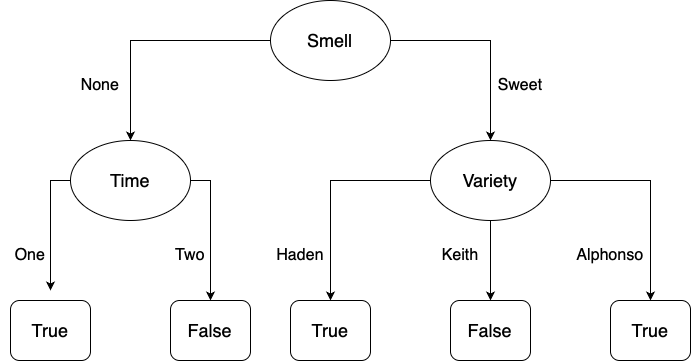 Smell
None
Sweet
Time
Variety
One
Two
Haden
Keith
Alphonso
True
False
True
False
True